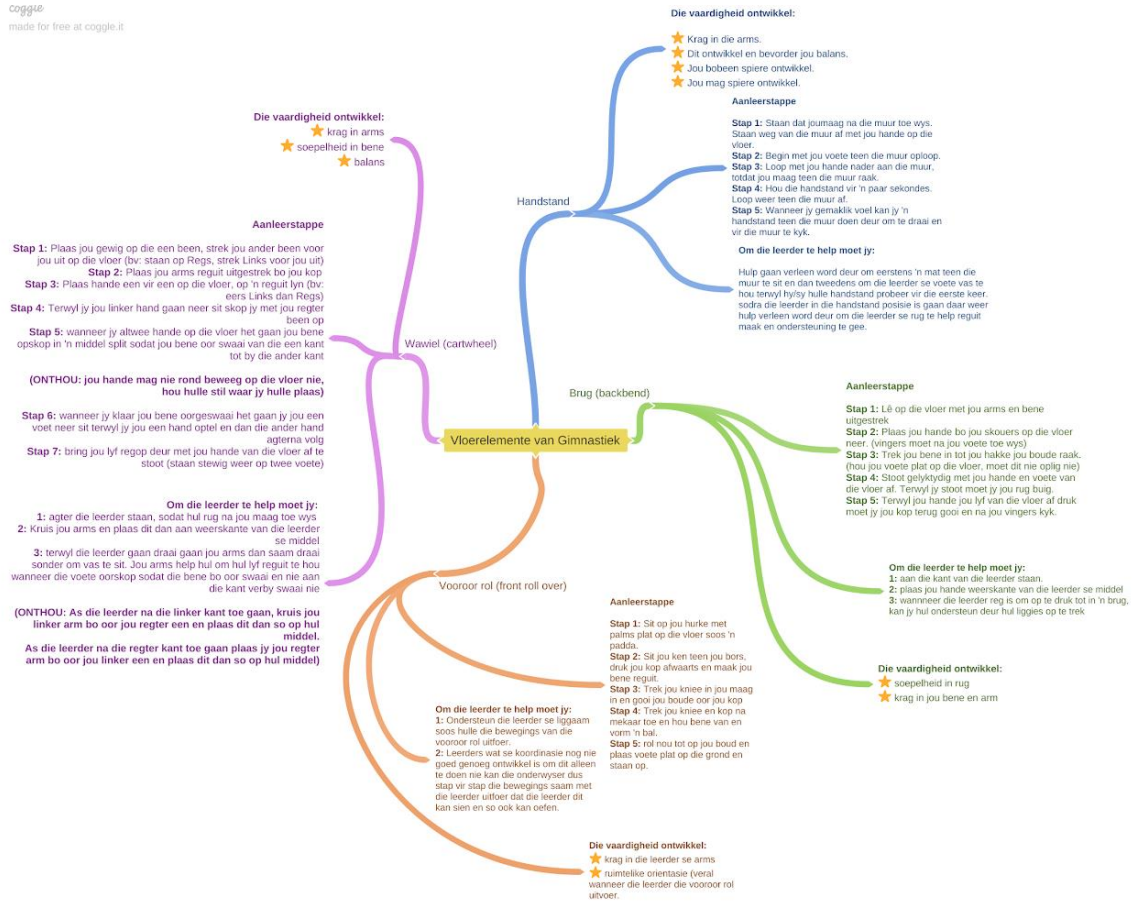 coggle
made for free at coggle.it
Die vaardigheid ontwikkel:
Krag in die arms.
Dit ontwikkel en bevorder jou balans.
Jou bobeen spiere ontwikkel.
Jou mag spiere ontwikkel.
Aanleerstappe
Stap 1: Staan dat joumaag na die muur toe wys.
Staan weg van die muur af met jou hande op die
vloer.
Stap 2: Begin met jou voete teen die muur oploop.
Stap 3: Loop met jou hande nader aan die muur,
totdat jou maag teen die muur raak.
Stap 4: Hou die handstand vir 'n paar sekondes.
Loop weer teen die muur af.
Stap 5: Wanneer jy gemaklik voel kan jy 'n
handstand teen die muur doen deur om te draai en
vir die muur te kyk.
Handstand
Om die leerder te help moet jy:
Hulp gaan verleen word deur om eerstens 'n mat teen die
muur te sit en dan tweedens om die leerder se voete vas te
hou terwyl hy/sy hulle handstand probeer vir die eerste keer.
sodra die leerder in die handstand posisie is gaan daar weer
hulp verleen word deur om die leerder se rug te help reguit
maak en ondersteuning te gee.
Die vaardigheid ontwikkel:
krag in arms
soepelheid in bene
balans
Aanleerstappe
Stap 1: Plaas jou gewig op die een been, strek jou ander been voor
jou uit op die vloer (bv: staan op Regs, strek Links voor jou uit)
Stap 2: Plaas jou arms reguit uitgestrek bo jou kop
Stap 3: Plaas hande een vir een op die vloer, op 'n reguit lyn (bv:
eers Links dan Regs)
Stap 4: Terwyl jy jou linker hand gaan neer sit skop jy met jou regter
been op
Stap 5: wanneer jy altwee hande op die vloer het gaan jou bene
opskop in 'n middel split sodat jou bene oor swaai van die een kant
tot by die ander kant
(ONTHOU: jou hande mag nie rond beweeg op die vloer nie,
hou hulle stil waar jy hulle plaas)
Stap 6: wanneer jy klaar jou bene oorgeswaai het gaan jy jou een
voet neer sit terwyl jy jou een hand optel en dan die ander hand
agterna volg
Stap 7: bring jou lyf regop deur met jou hande van die vloer af te
stoot (staan stewig weer op twee voete)
Wawiel (cartwheel)
Om die leerder te help moet jy:
1: agter die leerder staan, sodat hul rug na jou maag toe wys
2: Kruis jou arms en plaas dit dan aan weerskante van die leerder
se middel
3: terwyl die leerder gaan draai gaan jou arms dan saam draai
sonder om vas te sit. Jou arms help hul om hul lyf reguit te hou
wanneer die voete oorskop sodat die bene bo oor swaai en nie aan
die kant verby swaai nie
(ONTHOU: As die leerder na die linker kant toe gaan, kruis jou
linker arm bo oor jou regter een en plaas dit dan so op hul
middel.
As die leerder na die regter kant toe gaan plaas jy jou regter
arm bo oor jou linker een en plaas dit dan so op hul middel)
Vloerelemente van Gimnastiek
Brug (backbend)
Aanleerstappe
Stap 1: Lê op die vloer met jou arms en bene
uitgestrek
Stap 2: Plaas jou hande bo jou skouers op die vloer
neer. (vingers moet na jou voete toe wys)
Stap 3: Trek jou bene in tot jou hakke jou boude raak.
(hou jou voete plat op die vloer, moet dit nie oplig nie)
Stap 4: Stoot gelyktydig met jou hande en voete van
die vloer af. Terwyl jy stoot moet jy jou rug buig.
Stap 5: Terwyl jou hande jou lyf van die vloer af druk
moet jy jou kop terug gooi en na jou vingers kyk.
Om die leerder te help moet jy:
1: aan die kant van die leerder staan.
2: plaas jou hande weerskante van die leerder se middel
3: wannneer die leerder reg is om op te druk tot in 'n brug,
kan jy hul ondersteun deur hul liggies op te trek
Die vaardigheid ontwikkel:
soepelheid in rug
krag in jou bene en arm
Vooroor rol (front roll over)
Aanleerstappe
Stap 1: Sit op jou hurke met
palms plat op die vloer soos 'n
padda.
Stap 2: Sit jou ken teen jou bors,
druk jou kop afwaarts en maak jou
bene reguit.
Stap 3: Trek jou kniee in jou maag
in en gooi jou boude oor jou kop
Stap 4: Trek jou kniee en kop na
mekaar toe en hou bene van en
vorm 'n bal.
Stap 5: rol nou tot op jou boud en
plaas voete plat op die grond en
staan op.
Om die leerder te help moet jy:
1: Ondersteun die leerder se liggaam
soos hulle die bewegings van die
vooroor rol uitfoer.
2: Leerders wat se koordinasie nog nie
goed genoeg ontwikkel is om dit alleen
te doen nie kan die onderwyser dus
stap vir stap die bewegings saam met
die leerder uitfoer dat die leerder dit
kan sien en so ook kan oefen.
Die vaardigheid ontwikkel:
krag in die leerder se arms
ruimtelike orientasie (veral
wanneer die leerder die vooroor rol
uitvoer.